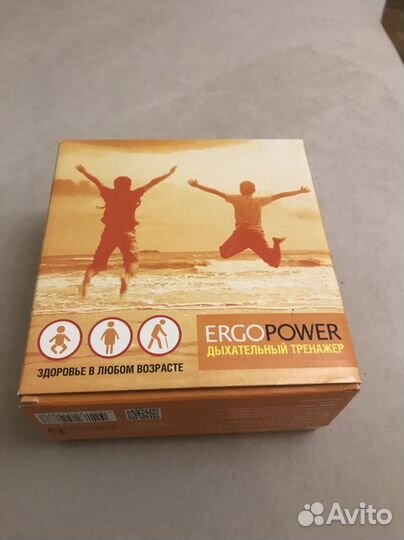 ERGOPOWER
ДЫХАТЕЛЬНЫЙ ТРЕНАЖЕР
ЗДОРОВЬЕ В ЛЮБОМ ВОЗРАСТЕ
Avito